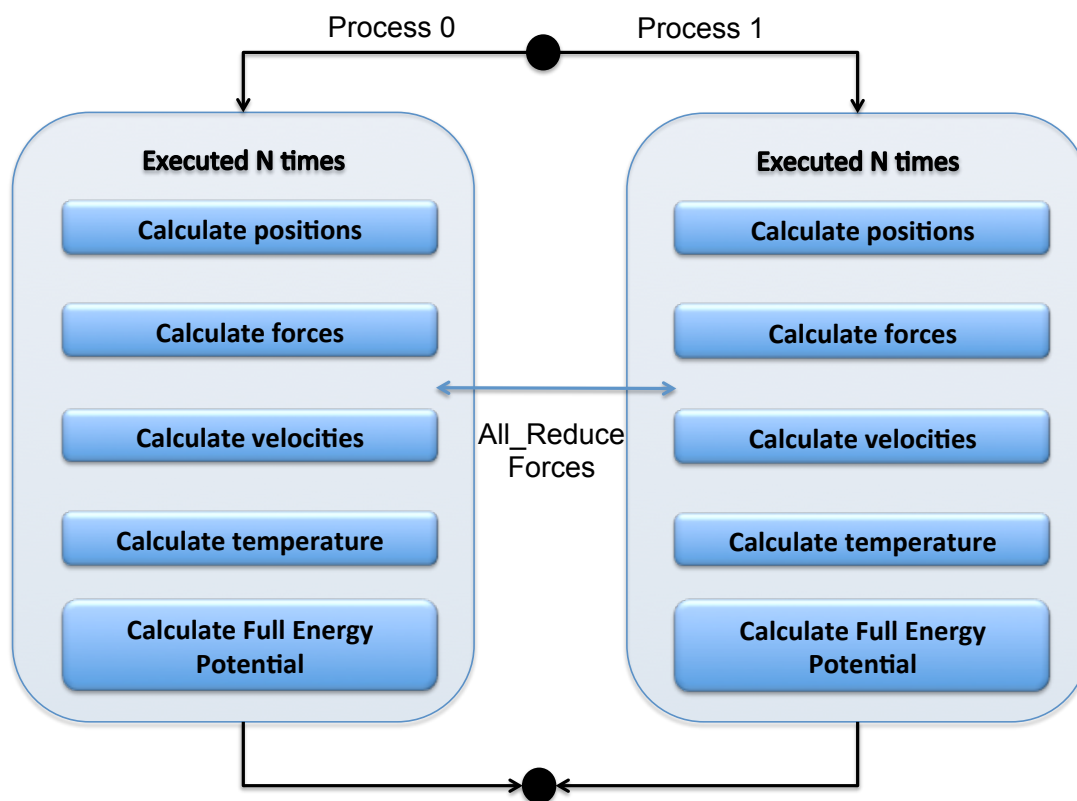 Process 0
Process 1
Executed N times
Calculate positions
Calculate forces
Calculate velocities
Calculate temperature
Calculate Full Energy
Potential
All_Reduce
Forces
Executed N times
Calculate positions
Calculate forces
Calculate velocities
Calculate temperature
Calculate Full Energy
Potential